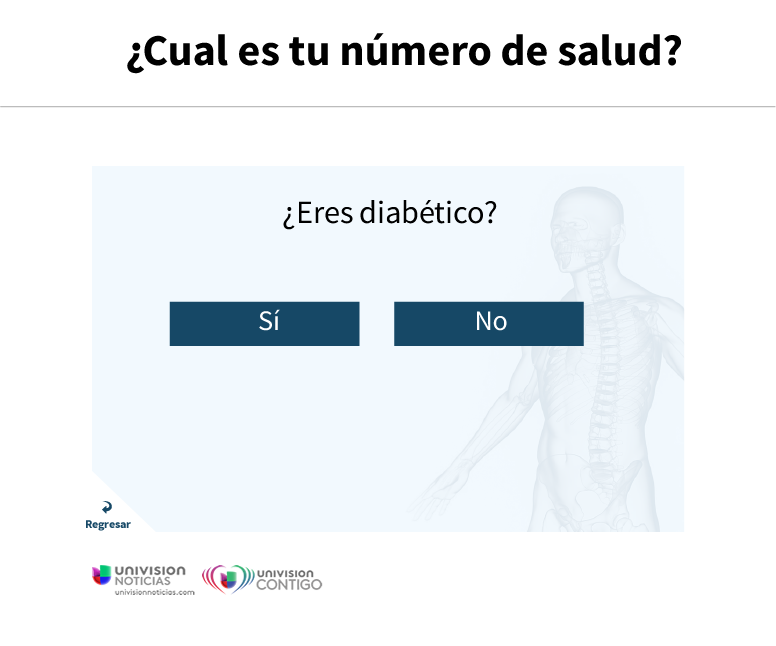 ¿Cual es tu número de salud?
¿Eres diabético?
Sí
No
Regresar
UNIVISION
NOTICIAS
univisionnoticias.com
UNIVISION
CONTIGO